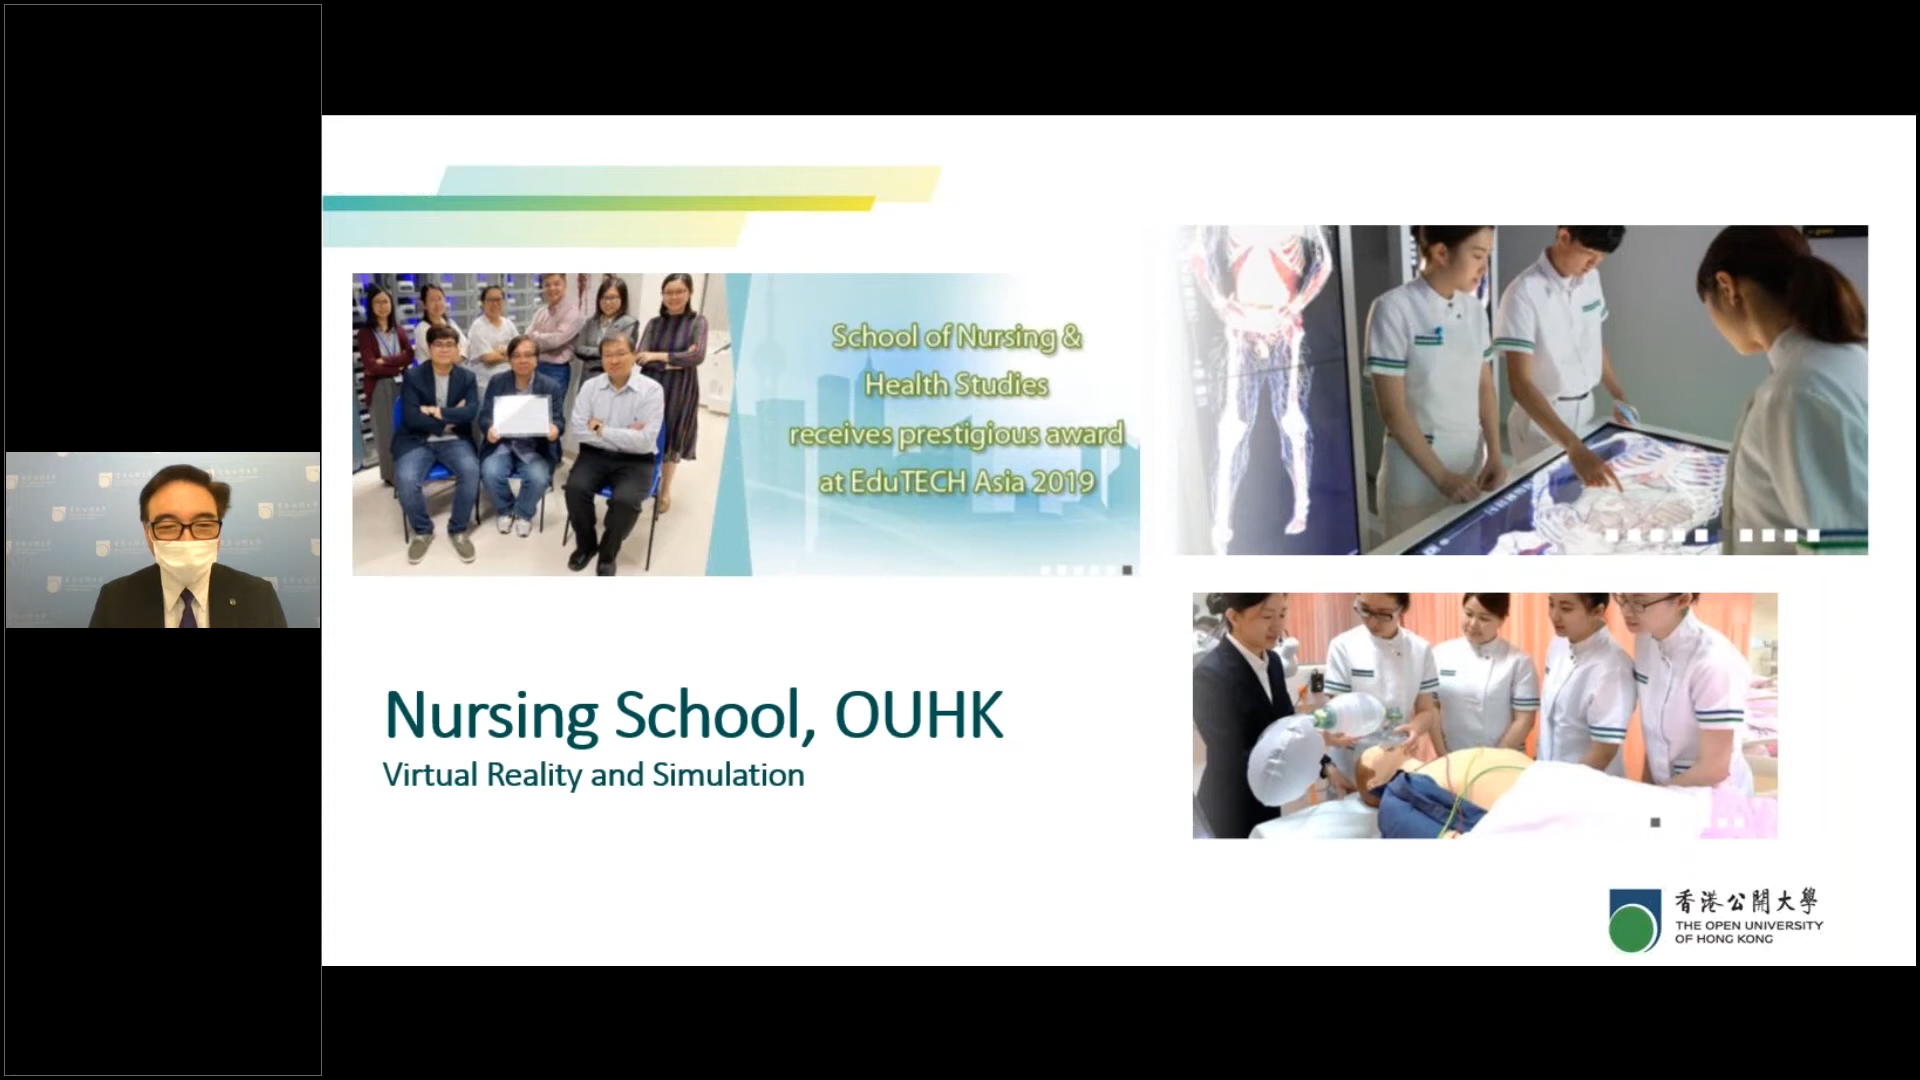 School of Nursing &
Health Studies
receives prestigious award
at EduTECH Asia 2019
Nursing School, OUHK
Virtual Reality and Simulation
香港公開大學
THE OPEN UNIVERSITY
OF HONG KONG